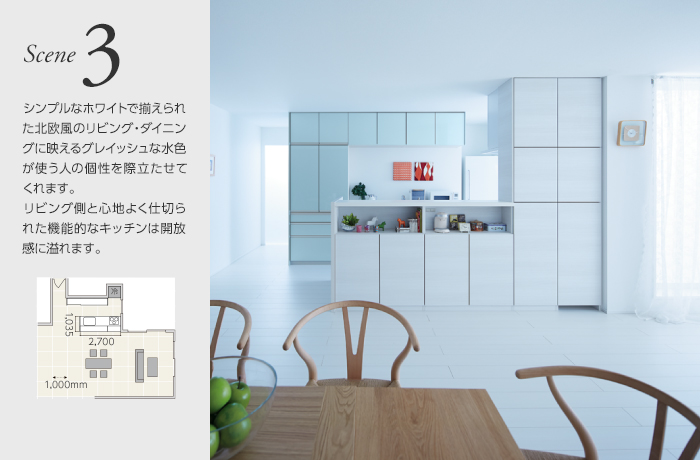 Scene 3
シンプルなホワイトで揃えられ
た北欧風のリビング・ダイニン
グに映えるグレイッシュな水色
が使う人の個性を際立たせて
くれます。
リビング側と心地よく仕切ら
れた機能的なキッチンは開放
感に溢れます。
冷
1,035
2,700
1,000mm